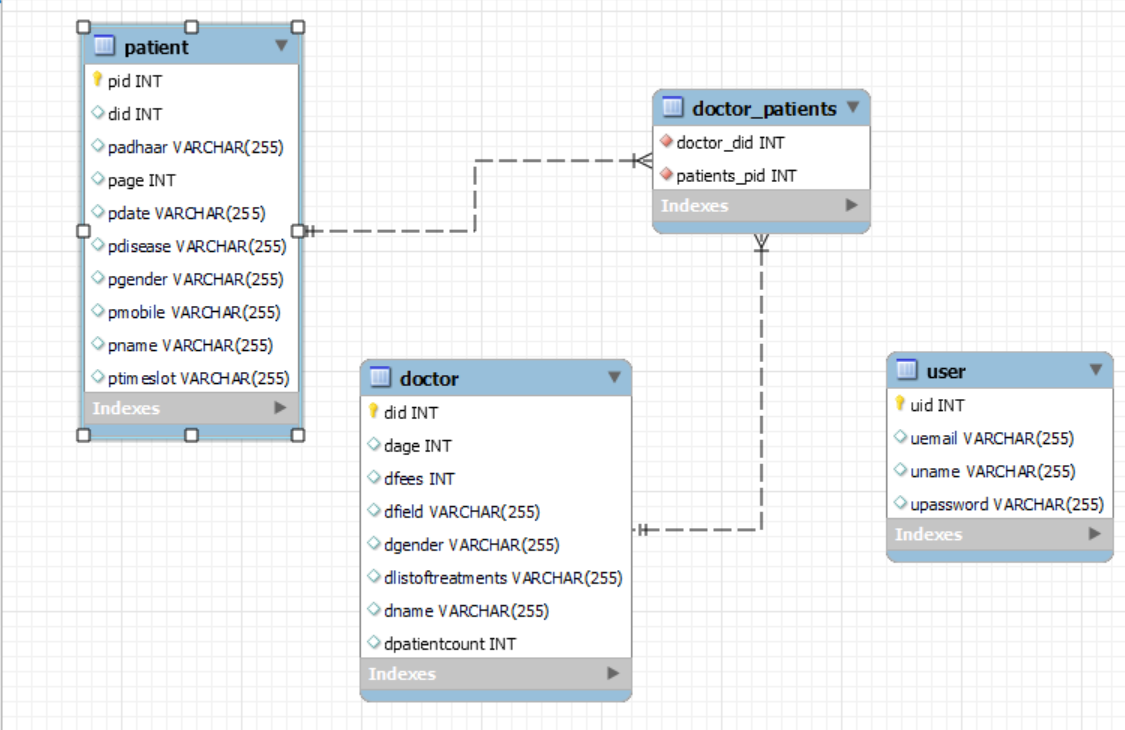 patient
pid INT
did INT
padhaar VARCHAR(255)
page INT
pdate VARCHAR(255)
pdisease VARCHAR(255)
pgender VARCHAR(255)
pmobile VARCHAR(255)
pname VARCHAR(255)
ptimeslot VARCHAR(255)
Indexes
doctor_patients
doctor_did INT
patients_pid INT
Indexes
doctor
did INT
dage INT
dfees INT
dfield VARCHAR(255)
dgender VARCHAR(255)
dlistoftreatments VARCHAR(255)
dname VARCHAR(255)
dpatientcount INT
Indexes
user
uid INT
uemail VARCHAR(255)
uname VARCHAR(255)
upassword VARCHAR(255)
Indexes